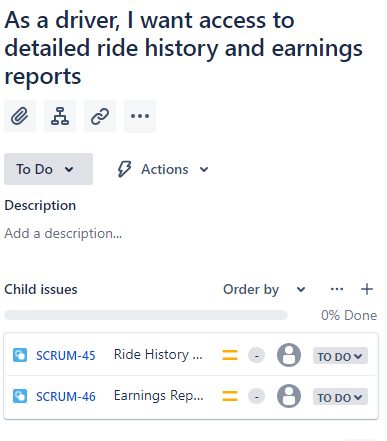 As a driver, I want access to
detailed ride history and earnings
reports
To Do
Actions
Description
Add a description...
Child issues
Order by
0% Done
SCRUM-45 Ride History ... - TO DO
SCRUM-46 Earnings Rep... - TO DO